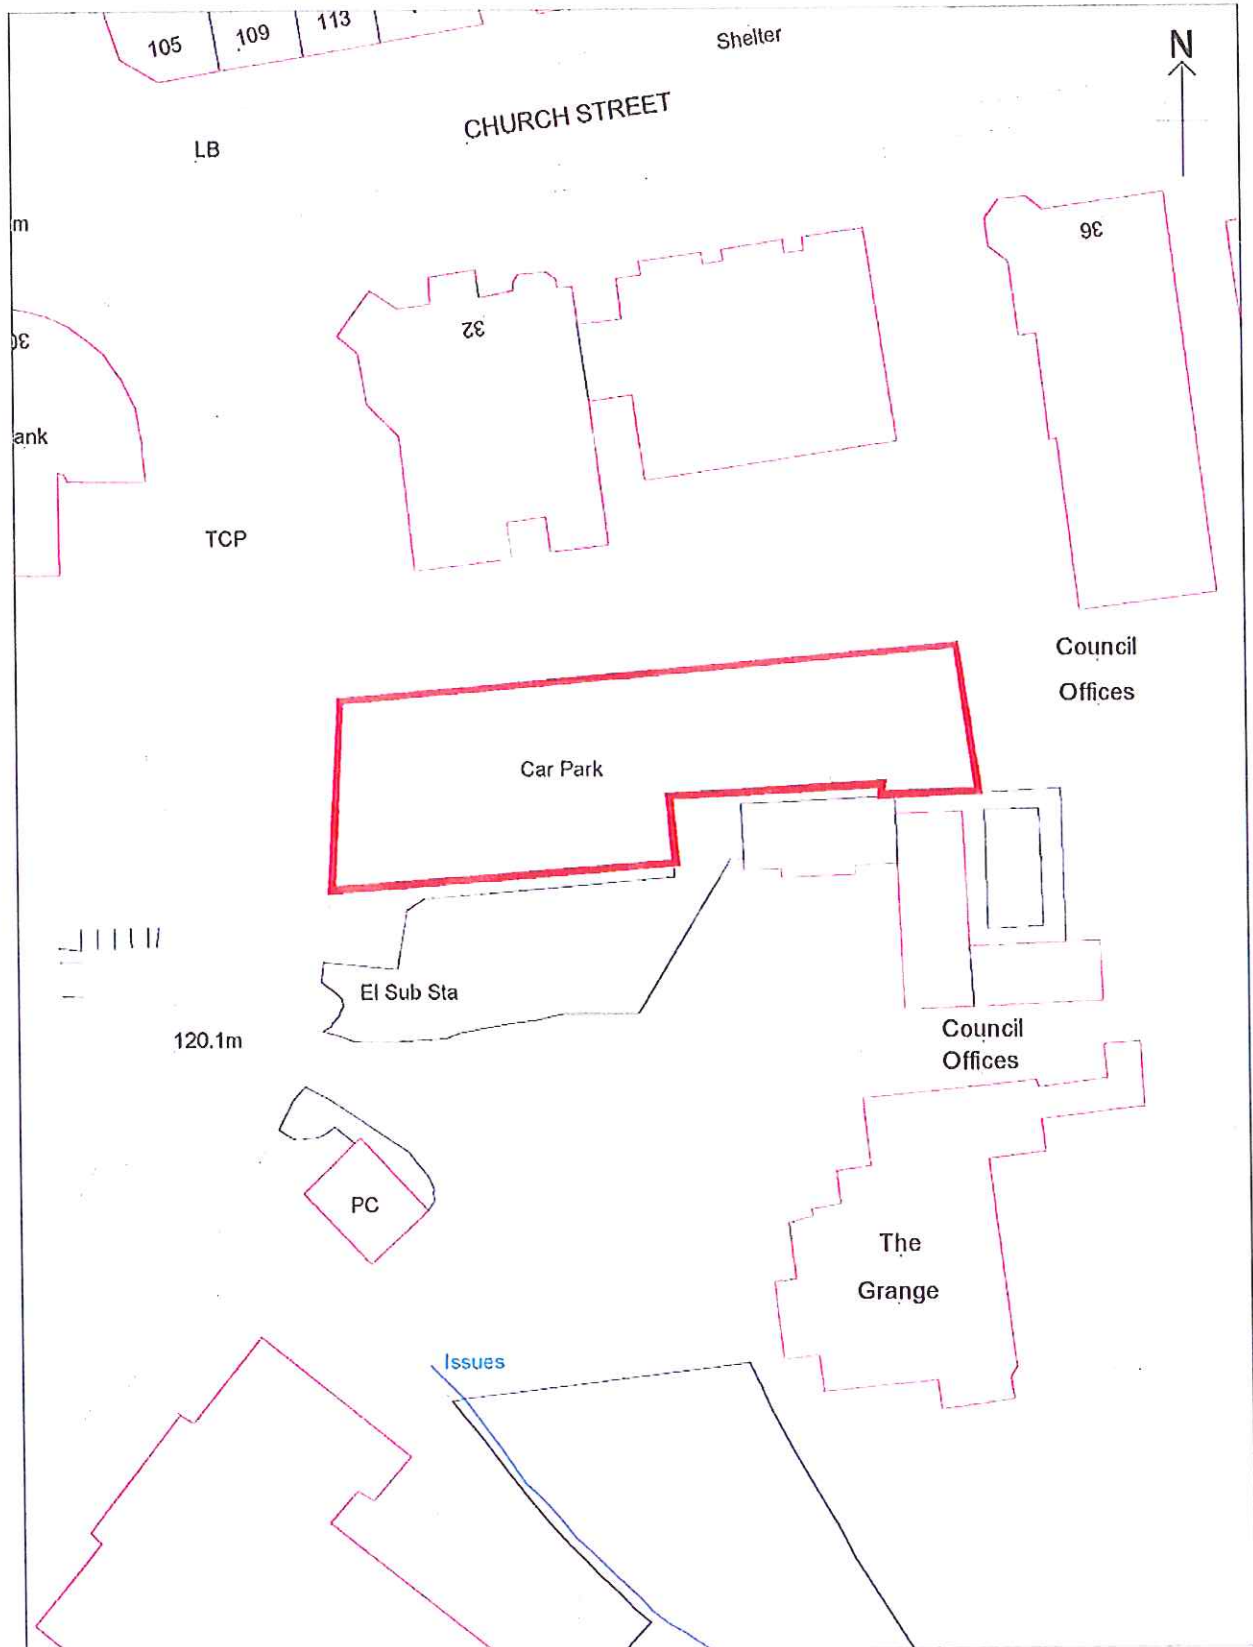 105
109
113
Shelter
N
CHURCH STREET
LB
m
36
32
ank
TCP
Council
Offices
Car Park
El Sub Sta
120.1m
Council
Offices
PC
The
Grange
Issues